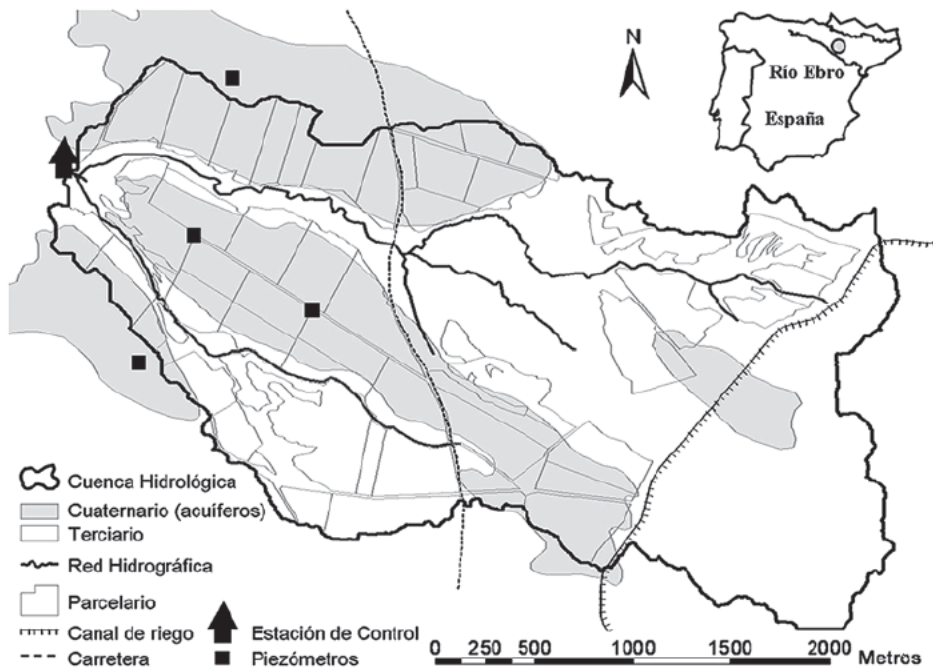 N
Río Ebro
España
Cuenca Hidrológica
Cuaternario (acuíferos)
Terciario
Red Hidrográfica
Parcelario
Canal de riego
Carretera
Estación de Control
Piezómetros
0 250 500 1000 1500 2000 Metros